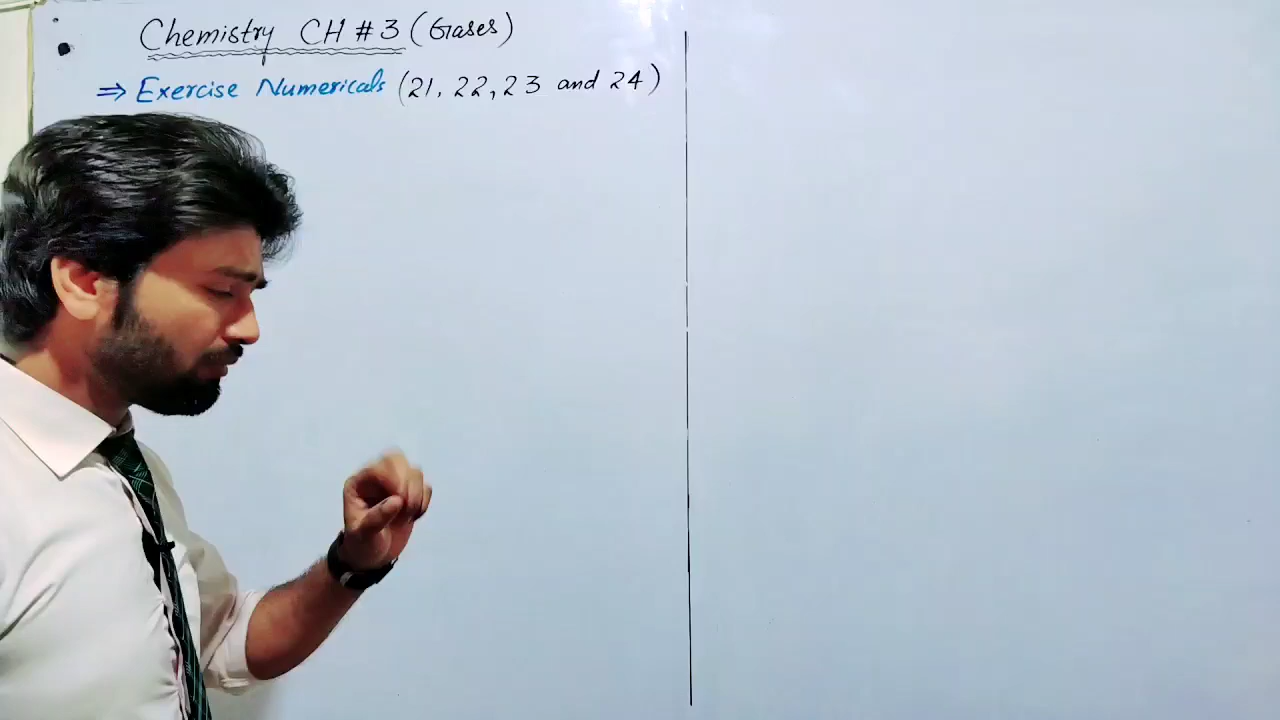 Chemistry CH # 3 (Gases)
⇒ Exercise Numericals (21, 22, 23 and 24)